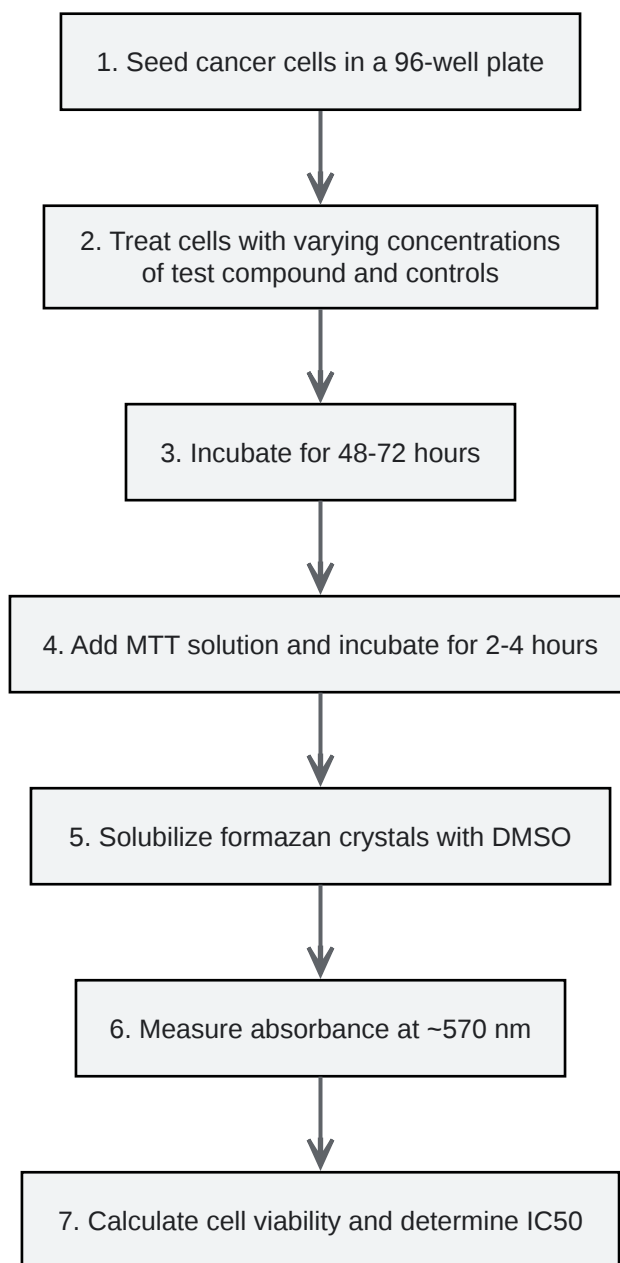 1. Seed cancer cells in a 96-well plate
2. Treat cells with varying concentrations
of test compound and controls
3. Incubate for 48-72 hours
4. Add MTT solution and incubate for 2-4 hours
5. Solubilize formazan crystals with DMSO
6. Measure absorbance at ~570 nm
7. Calculate cell viability and determine IC50